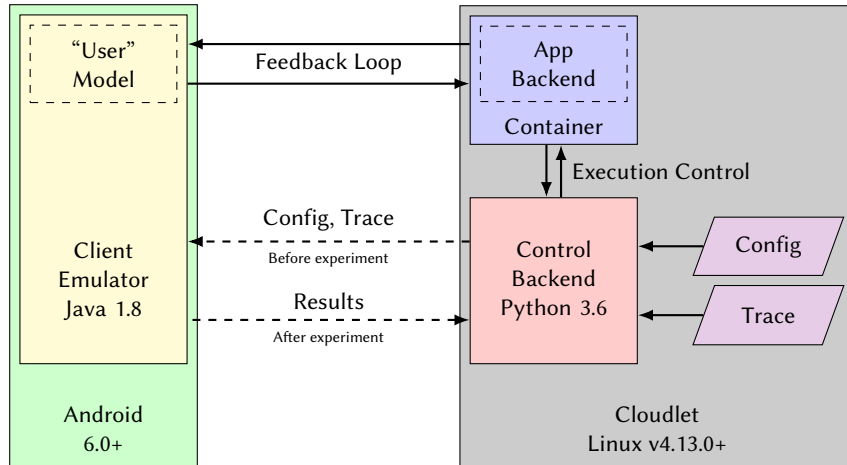 “User”
Model
Feedback Loop
App
Backend
Container
Execution Control
Config, Trace
Before experiment
Client
Emulator
Java 1.8
Results
After experiment
Control
Backend
Python 3.6
Config
Trace
Android
6.0+
Cloudlet
Linux v4.13.0+